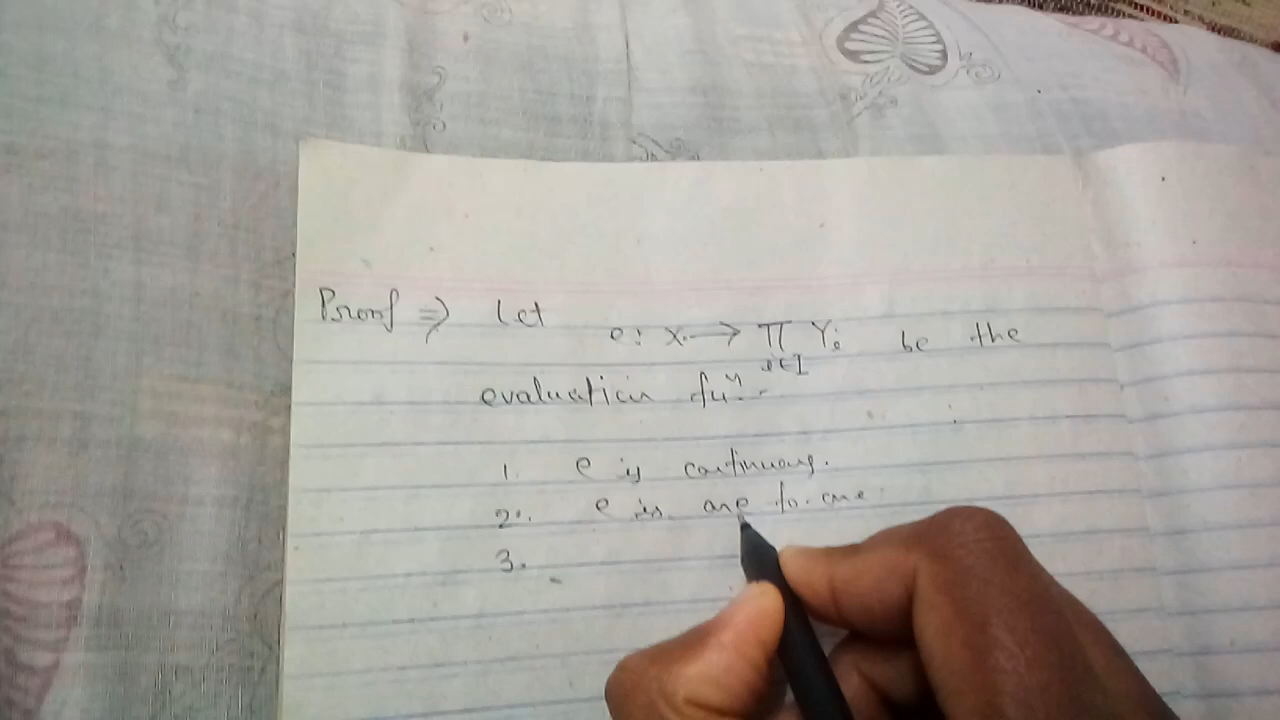 Proof ⇒ Let
e: X → ∏ Yi be the
i∈I
evaluation fuⁿ.
1. e is continuous.
2. e is one to one
3.